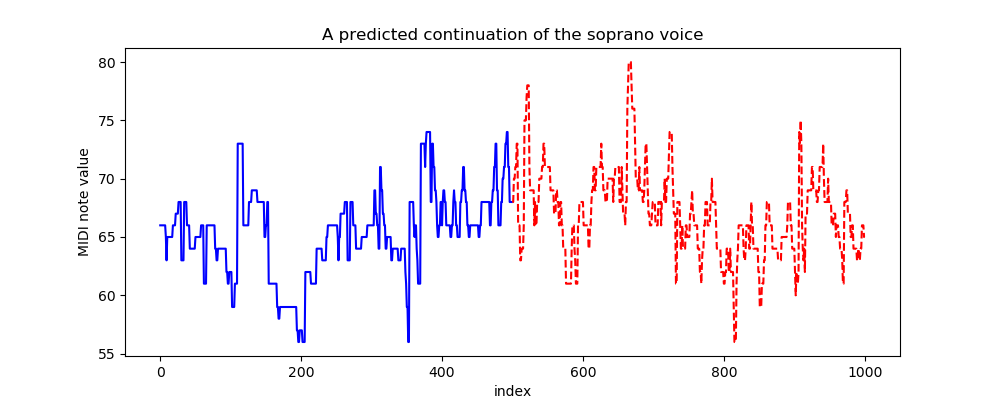 A predicted continuation of the soprano voice
MIDI note value
80
75
70
65
60
55
0 200 400 600 800 1000
index